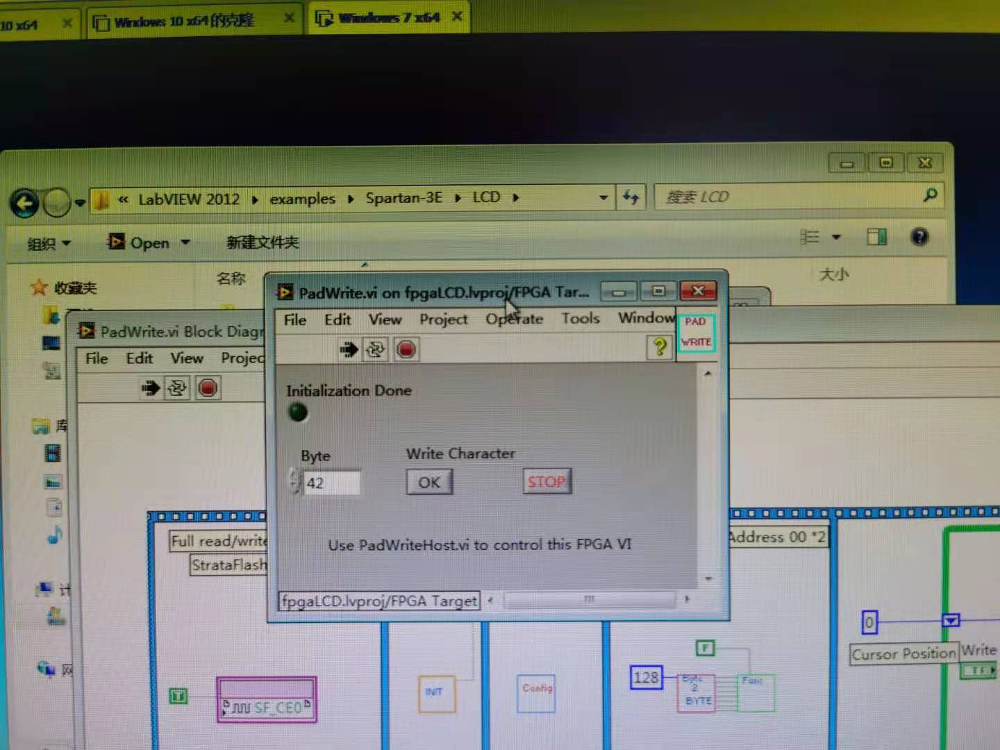 10 x64
Windows 10 x64 的克隆
Windows 7 x64
« LabVIEW 2012 ▸ examples ▸ Spartan-3E ▸ LCD ▸
搜索 LCD
组织
Open
新建文件夹
收藏夹
名称
大小
库
计
网
PadWrite.vi on fpgaLCD.lvproj/FPGA Tar...
File Edit View Project Operate Tools Window
PAD
WRITE
?
Initialization Done
Byte
42
Write Character
OK
STOP
Use PadWriteHost.vi to control this FPGA VI
fpgaLCD.lvproj/FPGA Target
PadWrite.vi Block Diagr
File Edit View Projec
Full read/write
StrataFlash
Address 00 *2
T
SF_CE0
INIT
Config
F
128
Byte
2
BYTE
Func
0
Cursor Position
Write
TF